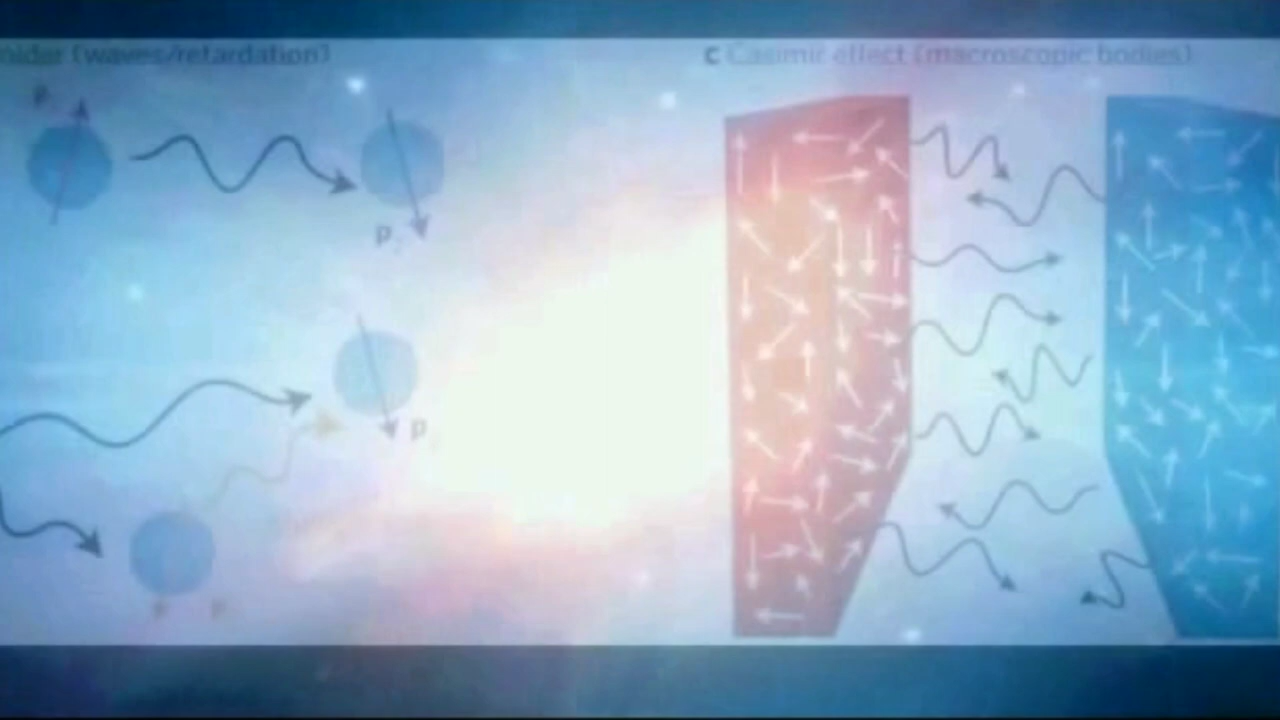 (waves/retardation)
c Casimir effect (macroscopic bodies)
p
p
p